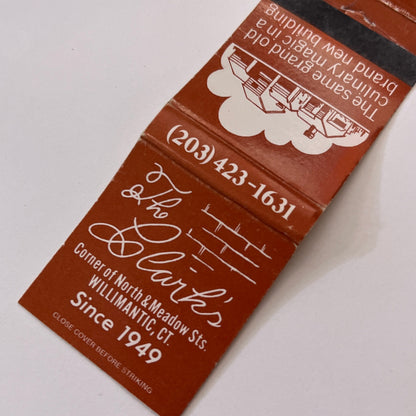 The same grand old
culinary magic in a
brand new building
(203) 423-1631
The
Clark's
Corner of North & Meadow Sts.
WILLIMANTIC, CT.
Since 1949
CLOSE COVER BEFORE STRIKING